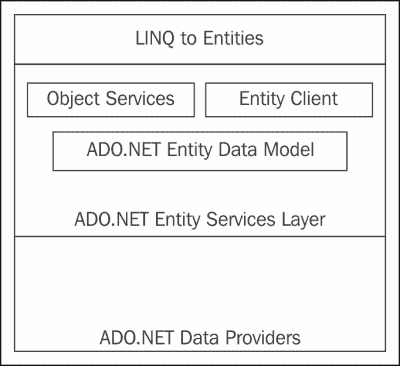 LINQ to Entities
Object Services
Entity Client
ADO.NET Entity Data Model
ADO.NET Entity Services Layer
ADO.NET Data Providers